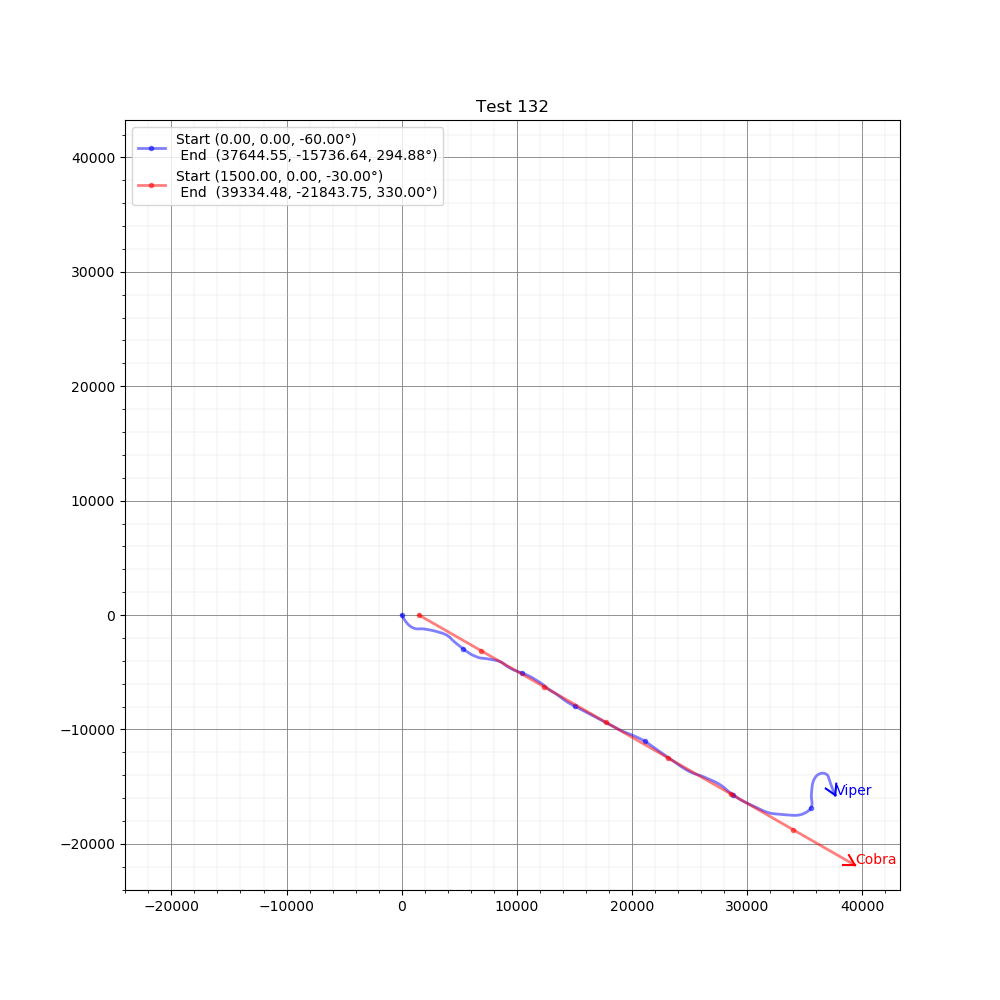 Test 132
Start (0.00, 0.00, -60.00°)
End (37644.55, -15736.64, 294.88°)
Start (1500.00, 0.00, -30.00°)
End (39334.48, -21843.75, 330.00°)
40000
30000
20000
10000
0
−10000
−20000
Viper
Cobra
−20000 −10000 0 10000 20000 30000 40000